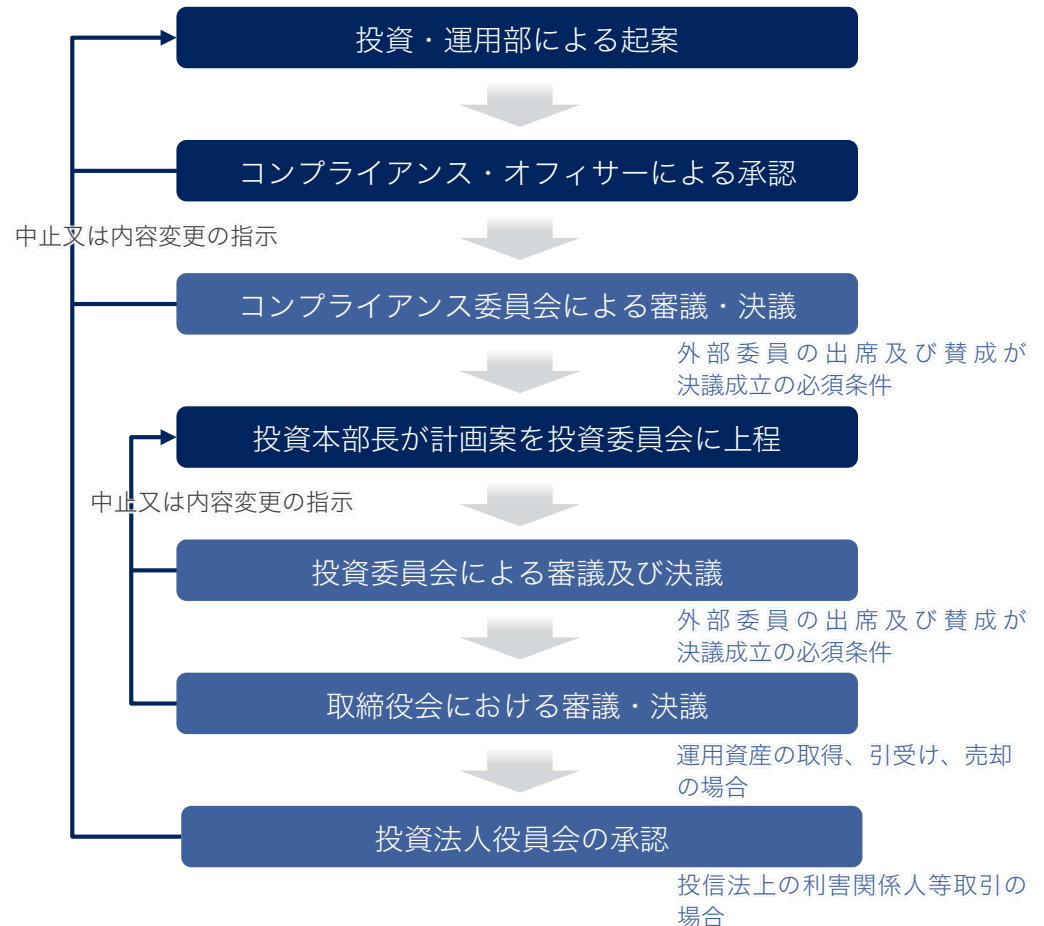 投資・運用部による起案
コンプライアンス・オフィサーによる承認
中止又は内容変更の指示
コンプライアンス委員会による審議・決議
外部委員の出席及び賛成が
決議成立の必須条件
投資本部長が計画案を投資委員会に上程
中止又は内容変更の指示
投資委員会による審議及び決議
外部委員の出席及び賛成が
決議成立の必須条件
取締役会における審議・決議
運用資産の取得、引受け、売却
の場合
投資法人役員会の承認
投信法上の利害関係人等取引の
場合